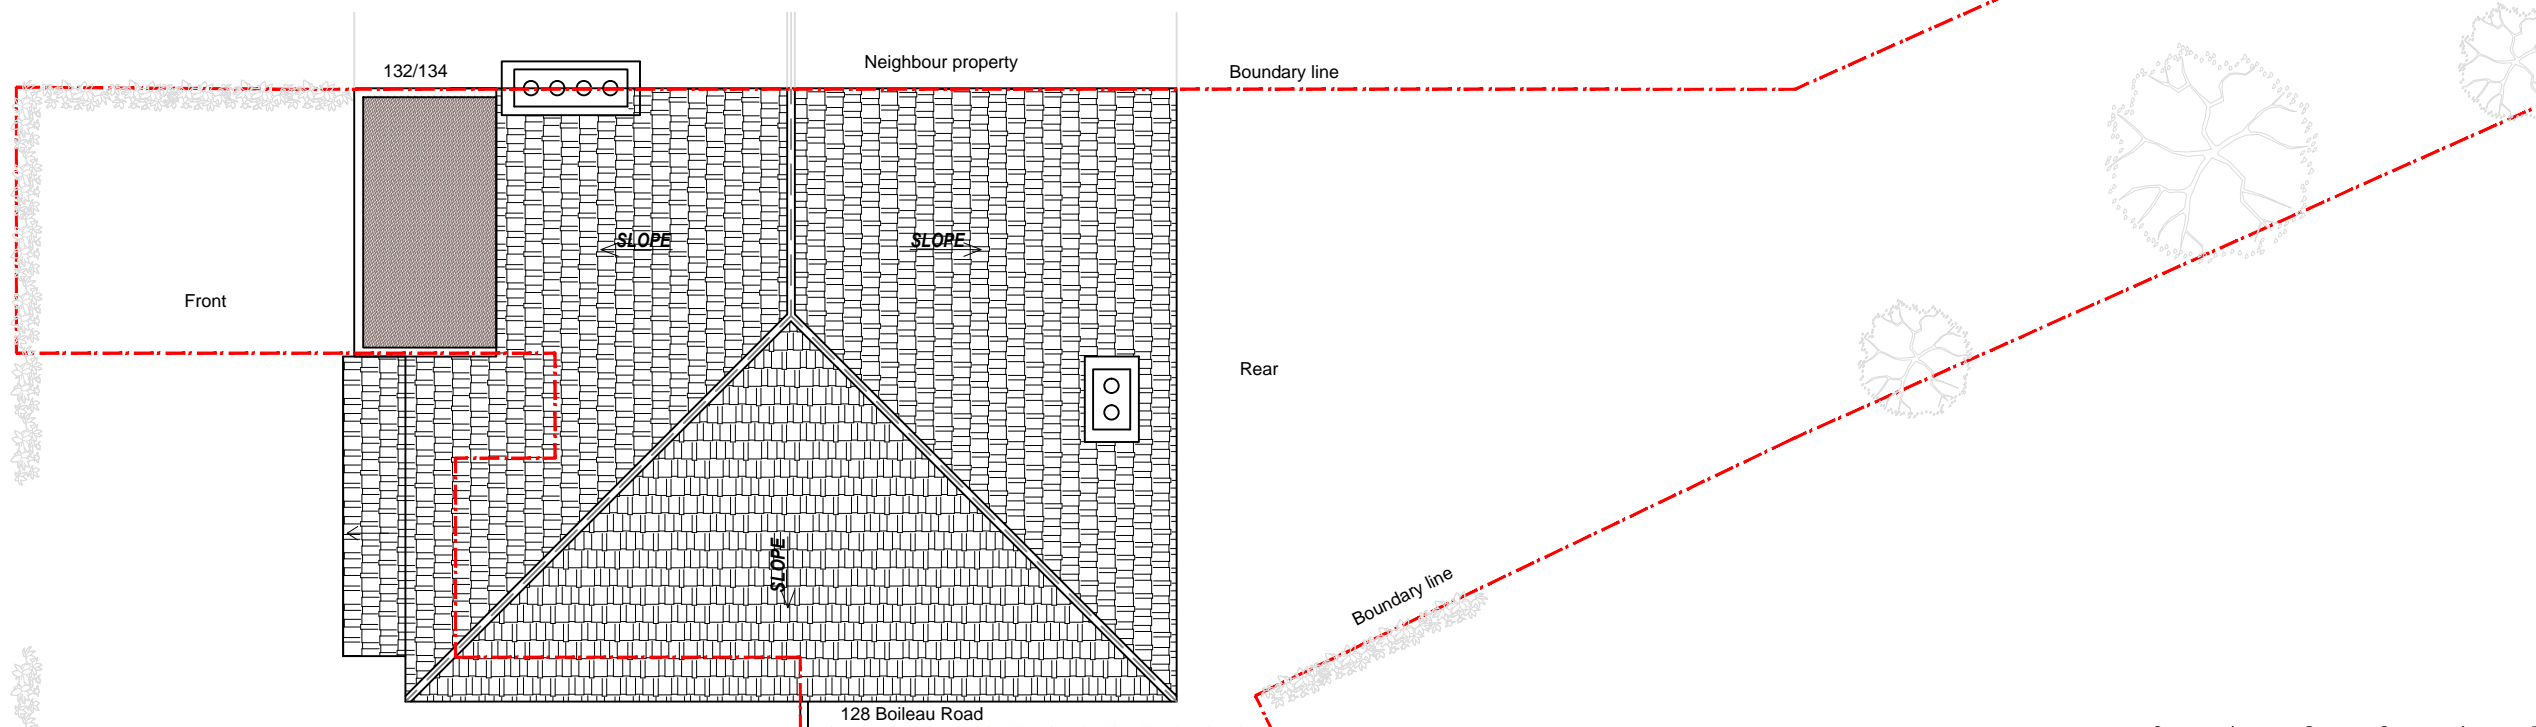 132/134
Neighbour property
Boundary line
SLOPE
SLOPE
Front
Rear
SLOPE
Boundary line
128 Boileau Road